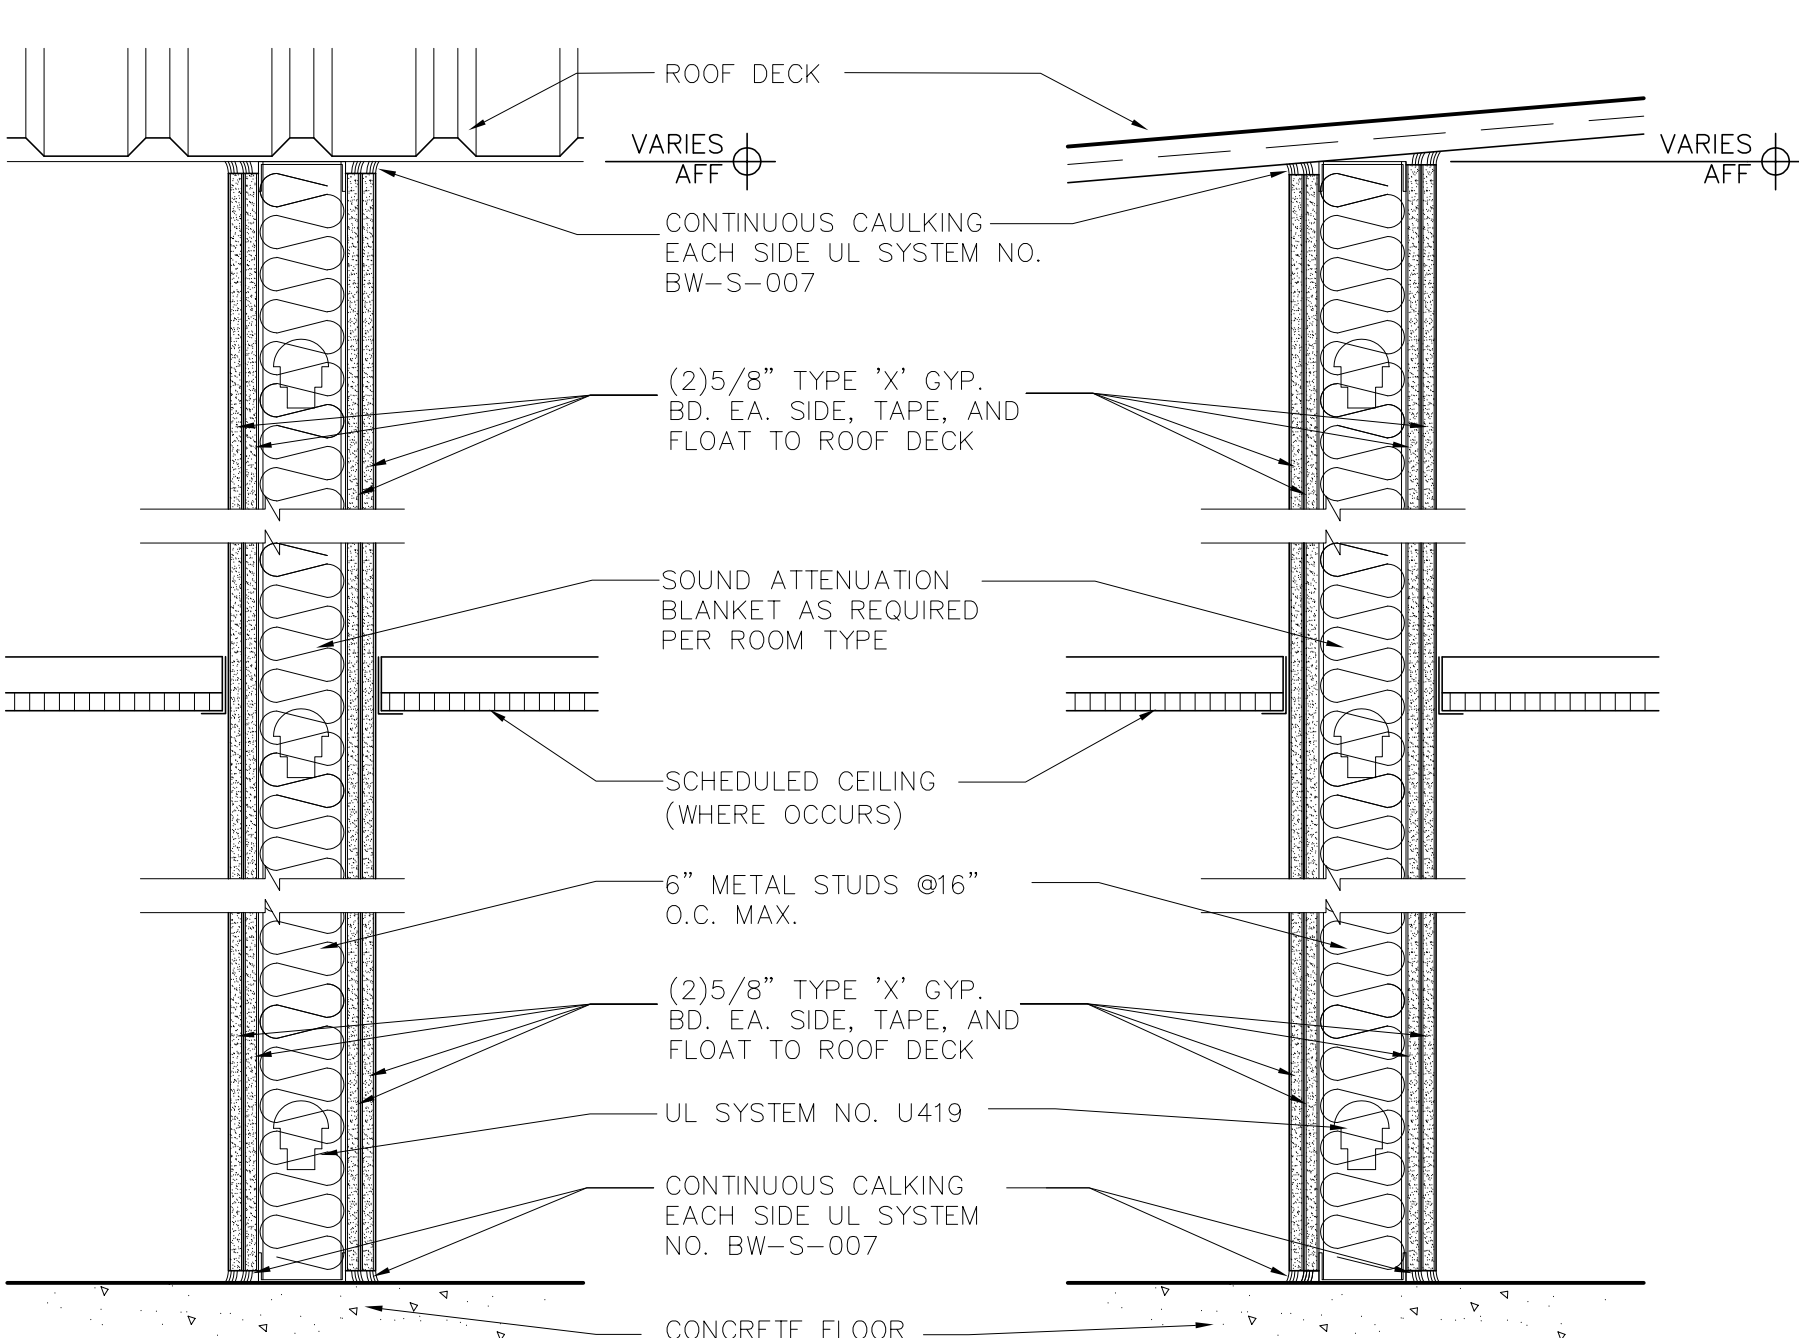 ROOF DECK
VARIES
AFF
VARIES
AFF
CONTINUOUS CAULKING
EACH SIDE UL SYSTEM NO.
BW-S-007
(2)5/8" TYPE 'X' GYP.
BD. EA. SIDE, TAPE, AND
FLOAT TO ROOF DECK
SOUND ATTENUATION
BLANKET AS REQUIRED
PER ROOM TYPE
SCHEDULED CEILING
(WHERE OCCURS)
6" METAL STUDS @16"
O.C. MAX.
(2)5/8" TYPE 'X' GYP.
BD. EA. SIDE, TAPE, AND
FLOAT TO ROOF DECK
UL SYSTEM NO. U419
CONTINUOUS CALKING
EACH SIDE UL SYSTEM
NO. BW-S-007
CONCRETE FLOOR